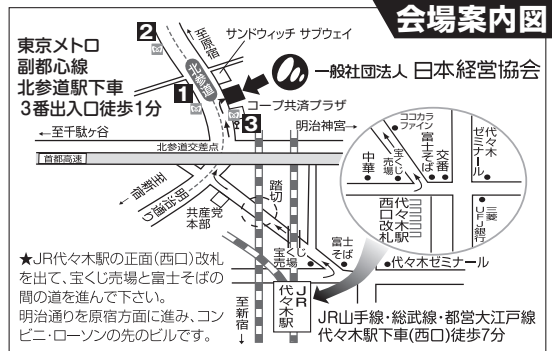 会場案内図
東京メトロ
副都心線
北参道駅下車
3番出入口徒歩1分
2
至原宿
サンドウィッチ サブウェイ
北参道
一般社団法人 日本経営協会
1
コープ共済プラザ
3
←至千駄ヶ谷
明治神宮→
北参道交差点
首都高速
至新宿
明治通り
共産党
本部
踏切
宝くじ
売場
富士
そば
代々木ゼミナール
JR
代々木駅
至新宿
ココカラ
ファイン
中華
宝くじ
売場
富士そば
交番
代々木
ゼミナール
代々木駅
西口改札
三菱
UFJ銀行
★JR代々木駅の正面(西口)改札
を出て、宝くじ売場と富士そばの
間の道を進んで下さい。
明治通りを原宿方面に進み、コン
ビニ・ローソンの先のビルです。
JR山手線・総武線・都営大江戸線
代々木駅下車(西口)徒歩7分